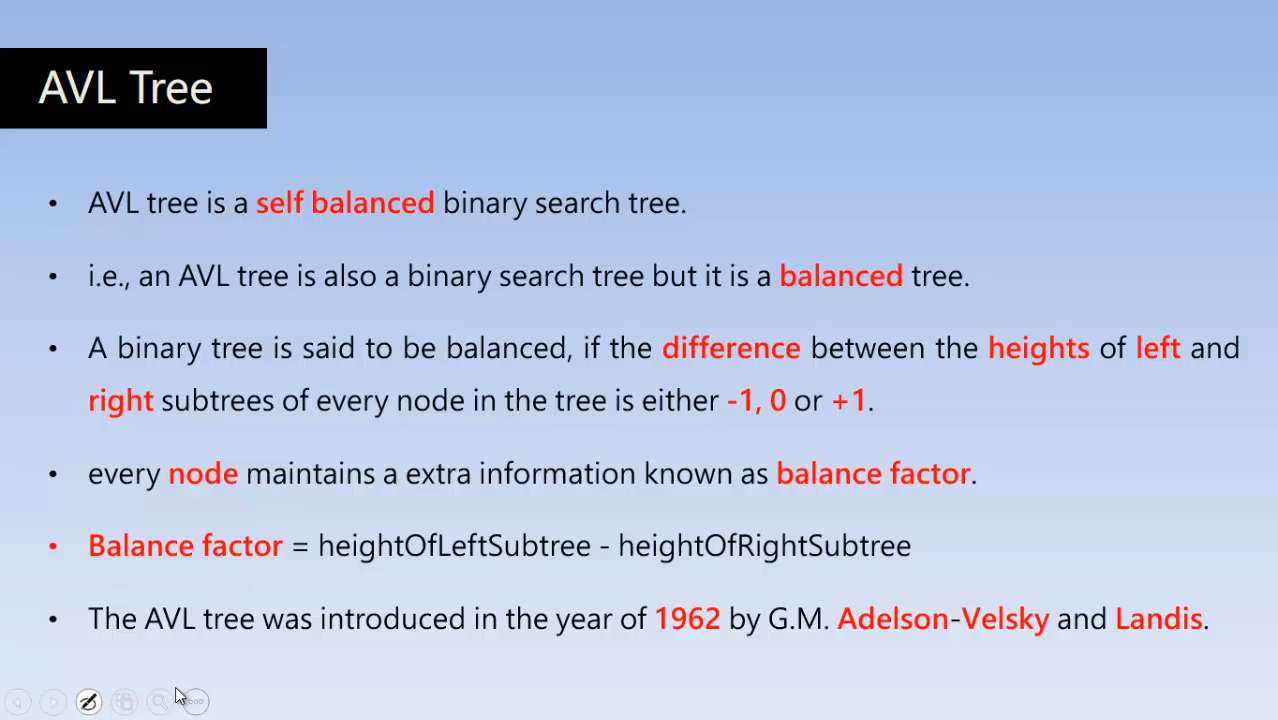 AVL Tree
• AVL tree is a self balanced binary search tree.
• i.e., an AVL tree is also a binary search tree but it is a balanced tree.
• A binary tree is said to be balanced, if the difference between the heights of left and
right subtrees of every node in the tree is either -1, 0 or +1.
• every node maintains a extra information known as balance factor.
• Balance factor = heightOfLeftSubtree - heightOfRightSubtree
• The AVL tree was introduced in the year of 1962 by G.M. Adelson-Velsky and Landis.